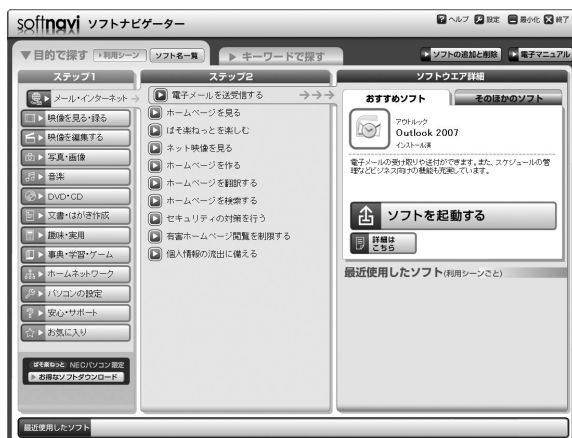 softnavi ソフトナビゲーター
ヘルプ 設定 最小化 終了
▼目的で探す 利用シーン ソフト名一覧
▶ キーワードで探す
ソフトの追加と削除 電子マニュアル
ステップ1
メール・インターネット
映像を見る・録る
映像を編集する
写真・画像
音楽
DVD・CD
文書・はがき作成
趣味・実用
事典・学習・ゲーム
ホームネットワーク
パソコンの設定
安心・サポート
お気に入り
ぱそ楽ねっと NECパソコン限定
お得なソフトダウンロード
ステップ2
電子メールを送受信する
ホームページを見る
ぱそ楽ねっとを楽しむ
ネット映像を見る
ホームページを作る
ホームページを翻訳する
ホームページを検索する
セキュリティの対策を行う
有害ホームページ閲覧を制限する
個人情報の流出に備える
ソフトウエア詳細
おすすめソフト そのほかのソフト
アウトルック
Outlook 2007
インストール済
電子メールの受け取りや送付ができます。また、スケジュールの管
理などビジネス向けの機能も充実しています。
ソフトを起動する
詳細は
こちら
最近使用したソフト(利用シーンごと)
最近使用したソフト